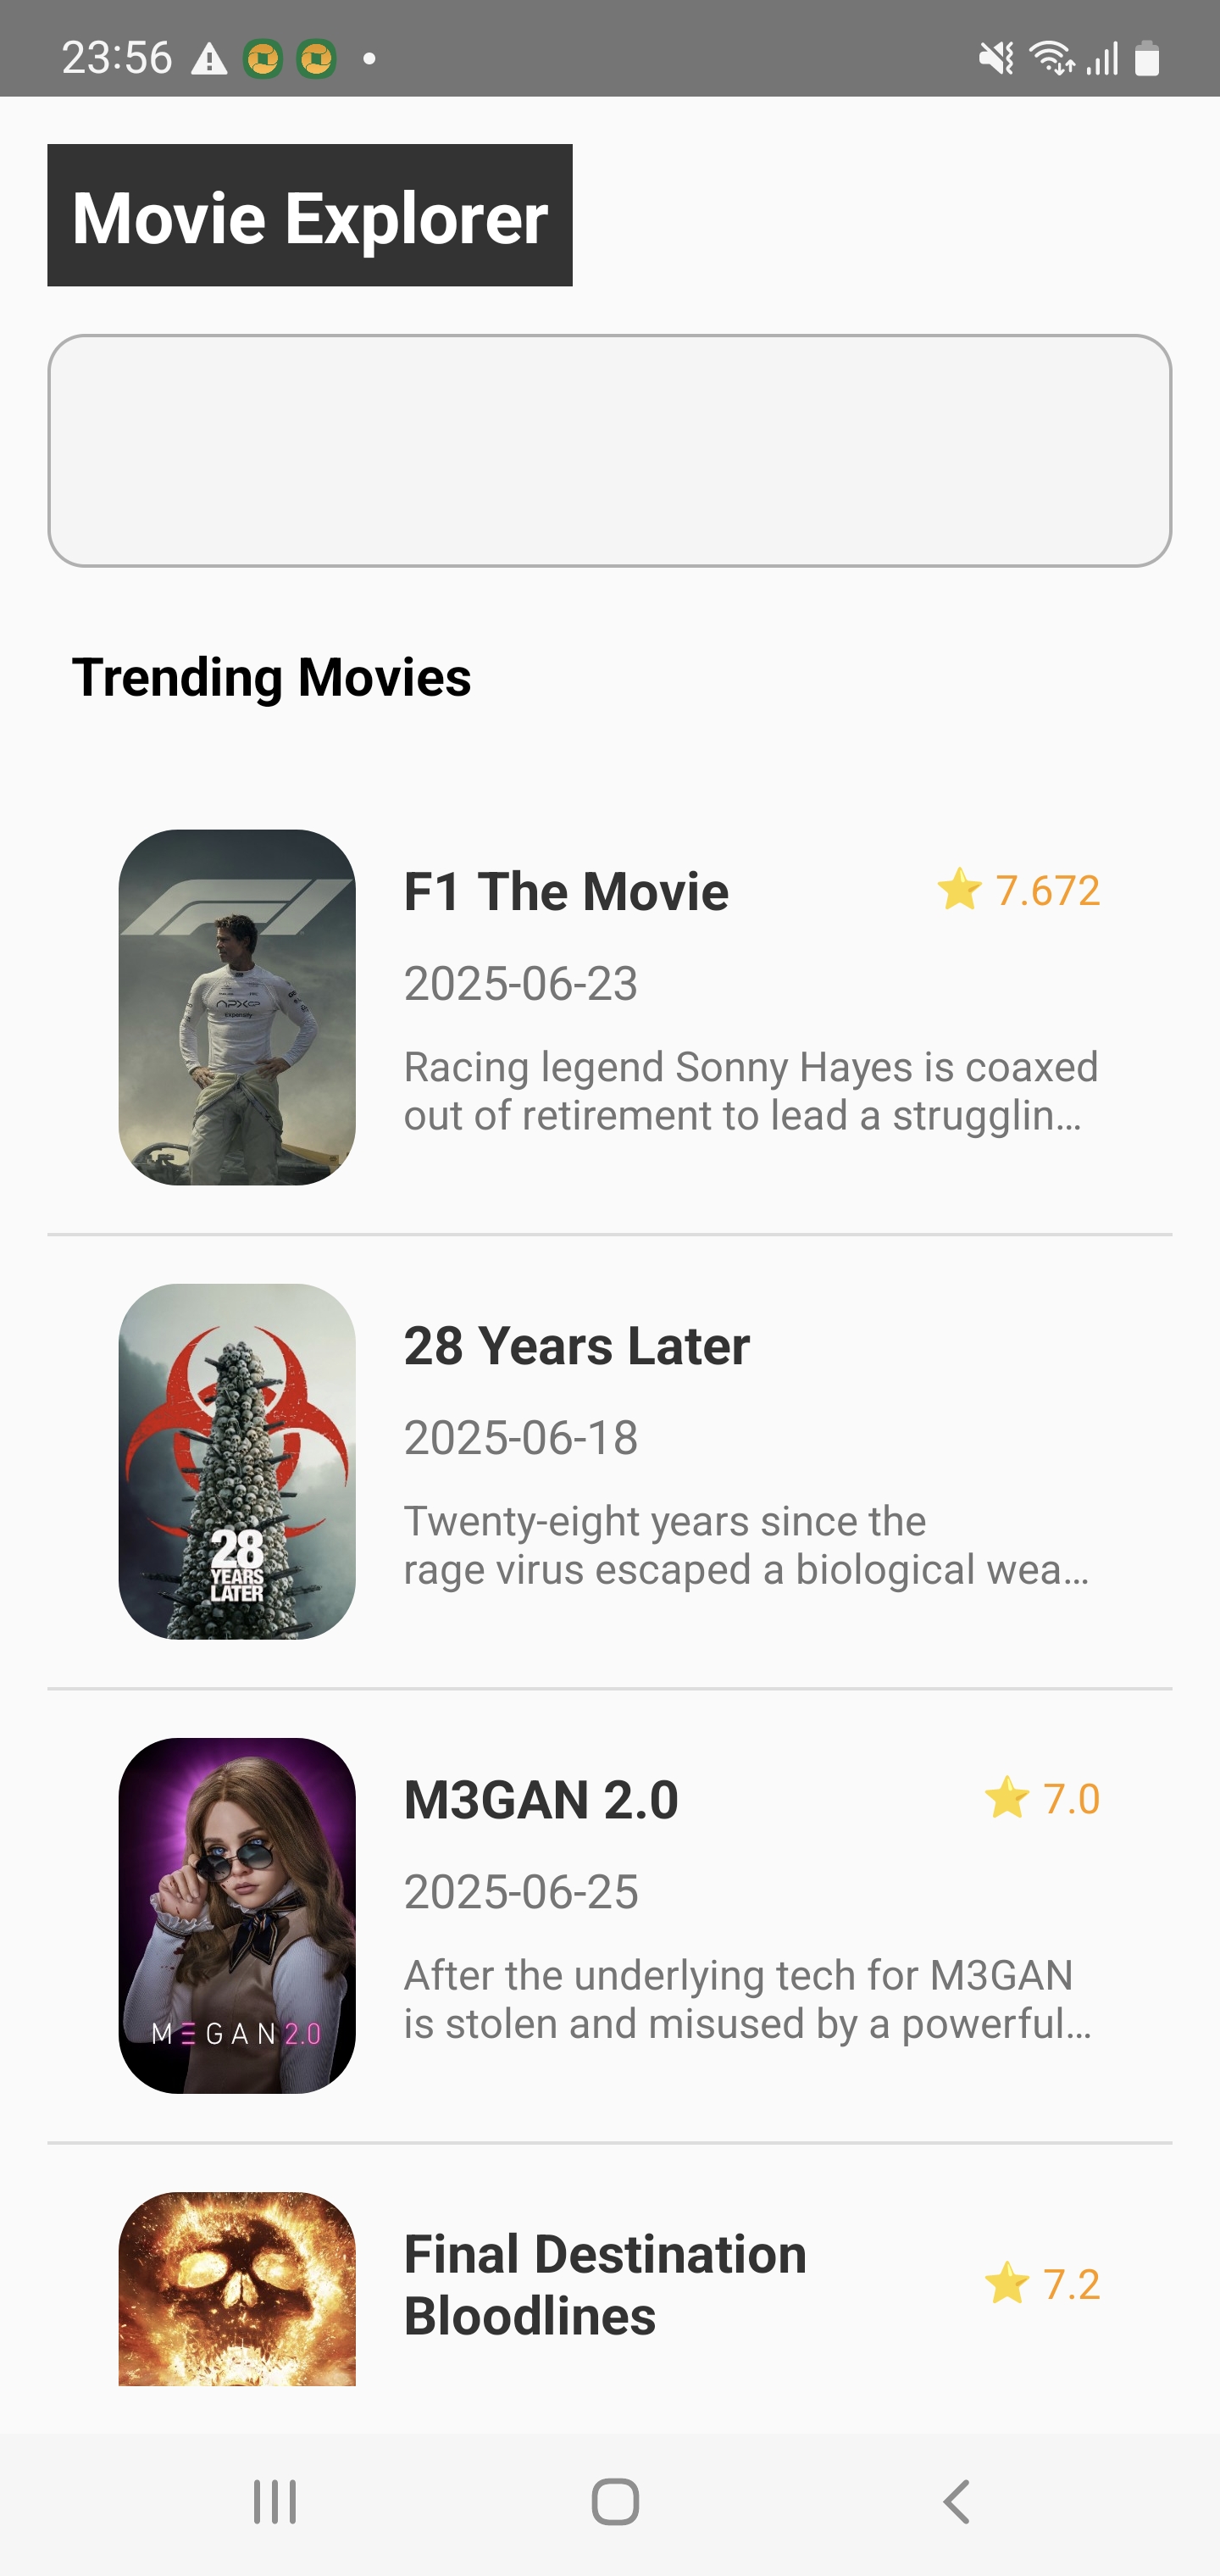 23:56
Movie Explorer
Trending Movies
F1 The Movie
⭐ 7.672
2025-06-23
Racing legend Sonny Hayes is coaxed
out of retirement to lead a strugglin...
28 Years Later
2025-06-18
Twenty-eight years since the
rage virus escaped a biological wea...
28
YEARS
LATER
M3GAN 2.0
⭐ 7.0
2025-06-25
After the underlying tech for M3GAN
is stolen and misused by a powerful...
M3GAN 2.0
Final Destination
Bloodlines
⭐ 7.2